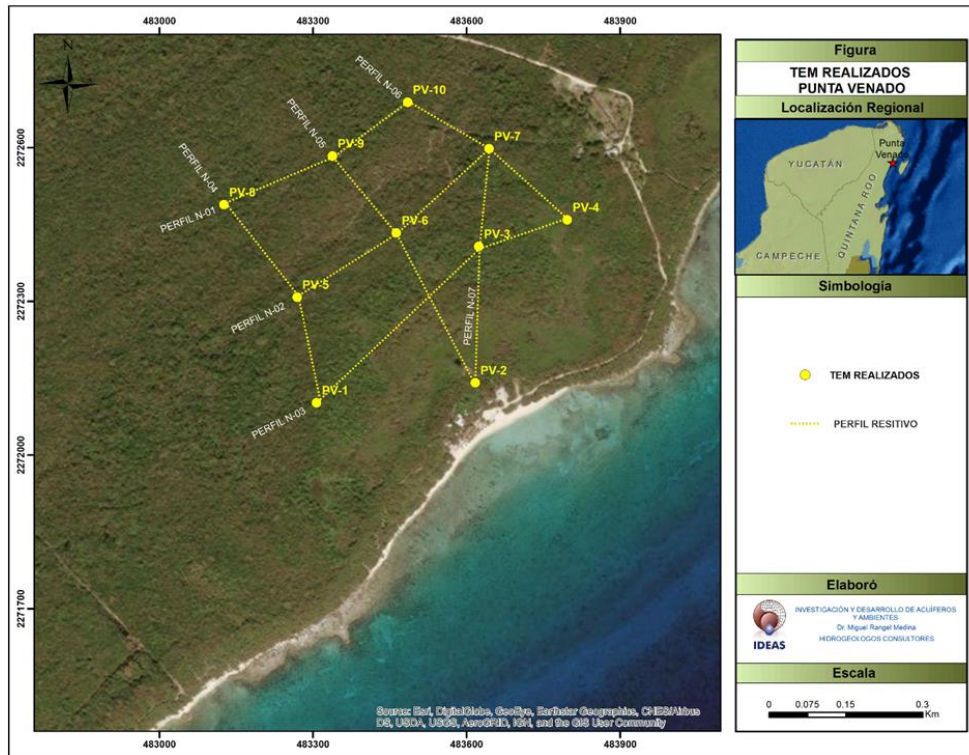 483000
483300
483600
483900
N
2272600
2272300
2272000
2271700
PERFIL N-06
PV-10
PERFIL N-05
PV-9
PV-7
PERFIL N-04
PV-8
PERFIL N-01
PV-4
PV-6
PV-3
PV-5
PERFIL N-02
PERFIL N-07
PV-2
PV-1
PERFIL N-03
Source: Esri, DigitalGlobe, GeoEye, Earthstar Geographics, CNES/Airbus
DS, USDA, USGS, AeroGRID, IGN, and the GIS User Community
Figura
TEM REALIZADOS
PUNTA VENADO
Localización Regional
Punta
Venado
YUCATÁN
QUINTANA ROO
CAMPECHE
Simbología
TEM REALIZADOS
PERFIL RESITIVO
Elaboró
IDEAS
INVESTIGACIÓN Y DESARROLLO DE ACUÍFEROS
Y AMBIENTES
Dr. Miguel Rangel Medina
HIDROGEOLOGOS CONSULTORES
Escala
0 0.075 0.15 0.3
Km